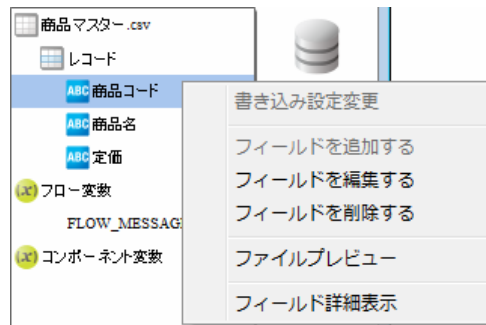 商品マスター.csv
レコード
ABC 商品コード
ABC 商品名
ABC 定価
(x) フロー変数
FLOW_MESSAG
(x) コンポーネント変数
書き込み設定変更
フィールドを追加する
フィールドを編集する
フィールドを削除する
ファイルプレビュー
フィールド詳細表示